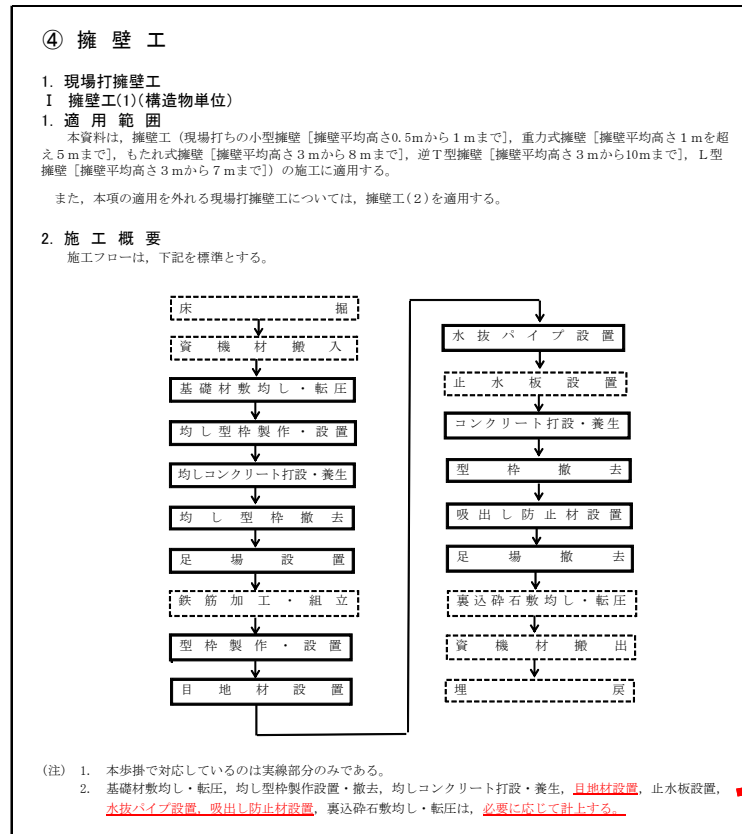 ④ 擁 壁 工
1. 現場打擁壁工
Ⅰ 擁壁工(1)(構造物単位)
1. 適 用 範 囲
本資料は，擁壁工（現場打ちの小型擁壁［擁壁平均高さ0.5mから１mまで］，重力式擁壁［擁壁平均高さ１mを超
え５mまで］，もたれ式擁壁［擁壁平均高さ３mから８mまで］，逆Ｔ型擁壁［擁壁平均高さ３mから10mまで］，Ｌ型
擁壁［擁壁平均高さ３mから７mまで］）の施工に適用する。
また，本項の適用を外れる現場打擁壁工については，擁壁工(２)を適用する。
2. 施 工 概 要
施工フローは，下記を標準とする。
床 掘
資 機 材 搬 入
基礎材敷均し・転圧
均し型枠製作・設置
均しコンクリート打設・養生
均 し 型 枠 撤 去
足 場 設 置
鉄筋加工・組立
型枠製作・設置
目 地 材 設 置
水抜パイプ設置
止 水 板 設 置
コンクリート打設・養生
型 枠 撤 去
吸出し防止材設置
足 場 撤 去
裏込砕石敷均し・転圧
資 機 材 搬 出
埋 戻
(注) 1. 本歩掛で対応しているのは実線部分のみである。
2. 基礎材敷均し・転圧，均し型枠製作設置・撤去，均しコンクリート打設・養生，目地材設置，止水板設置，
水抜パイプ設置，吸出し防止材設置，裏込砕石敷均し・転圧は，必要に応じて計上する。